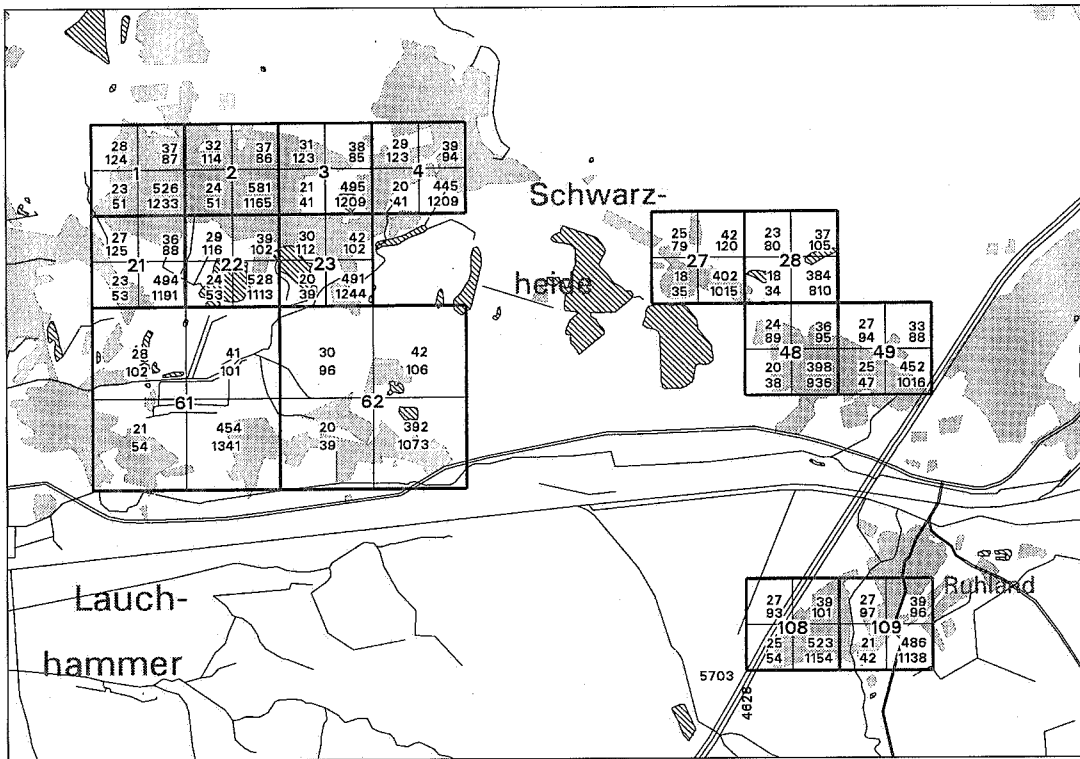 28 37 32 37 31 38 29 39
124 87 114 86 123 85 123 94
1 2 3 4
23 526 24 581 21 495 20 445
51 1233 51 1165 41 1209 41 1209
Schwarz-
heide
27 36 29 39 30 42
125 88 116 102 112 102
21 22 23
23 494 24 528 20 491
53 1191 53 1113 39 1244
25 42 23 37
79 120 80 105
27 28
18 402 18 384
35 1015 34 810
28 41 30 42
102 101 96 106
61 62
21 454 20 392
54 1341 39 1073
24 36 27 33
89 95 94 88
48 49
20 398 25 452
38 936 47 1016
Lauch-
hammer
Ruhland
27 39 27 39
93 101 97 96
108 109
25 523 21 486
54 1154 42 1138
5703
4628